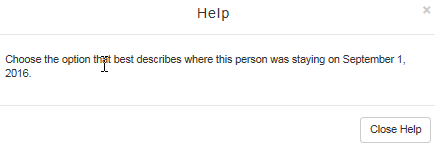 Help
×
Choose the option that best describes where this person was staying on September 1,
2016.
Close Help